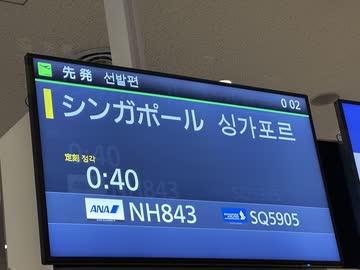 先発 선발편 0 02
シンガポール 싱가포르
定刻 정각
0:40
ANA NH843 SQ5905